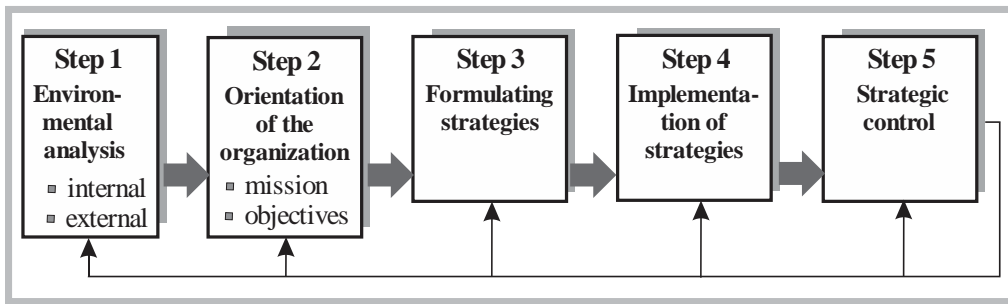 Step 1
Environ-
mental
analysis
internal
external
Step 2
Orientation
of the
organization
mission
objectives
Step 3
Formulating
strategies
Step 4
Implementa-
tion of
strategies
Step 5
Strategic
control